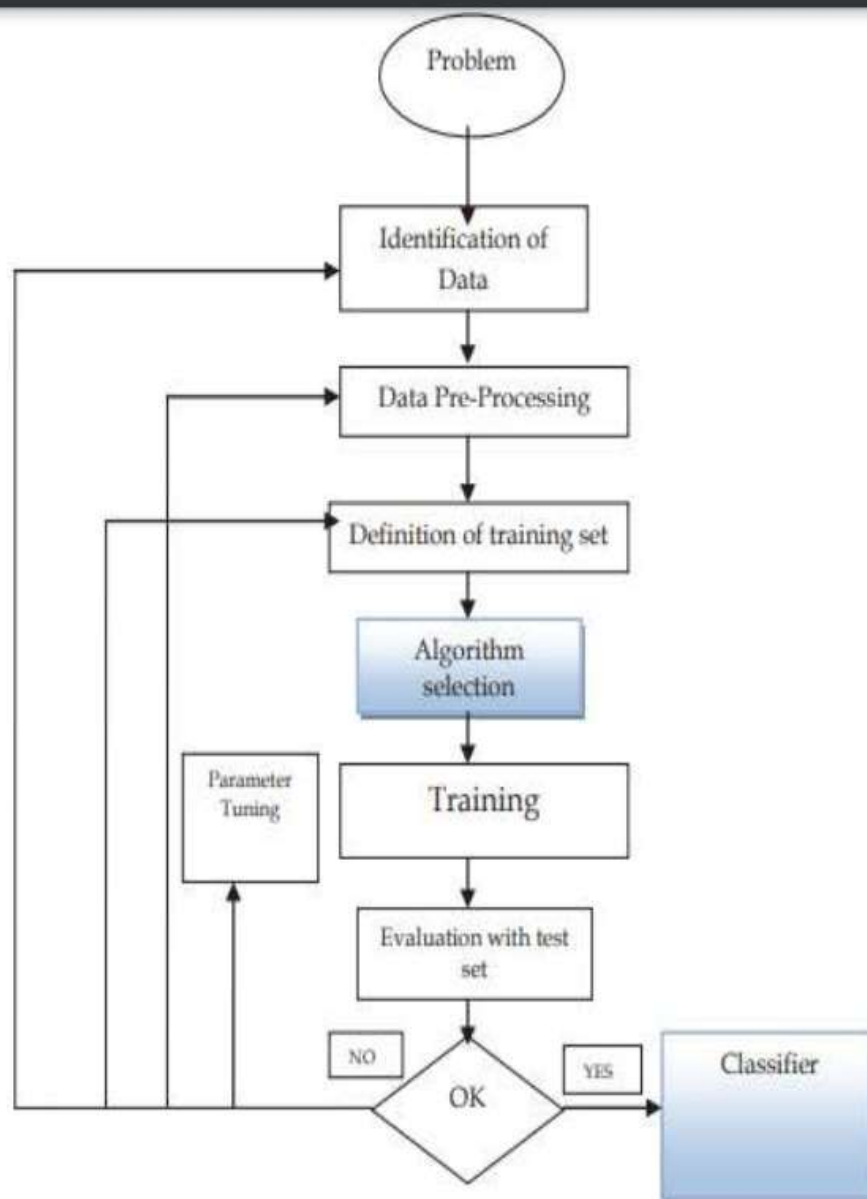 Problem
Identification of
Data
Data Pre-Processing
Definition of training set
Algorithm
selection
Parameter
Tuning
Training
Evaluation with test
set
NO
OK
YES
Classifier